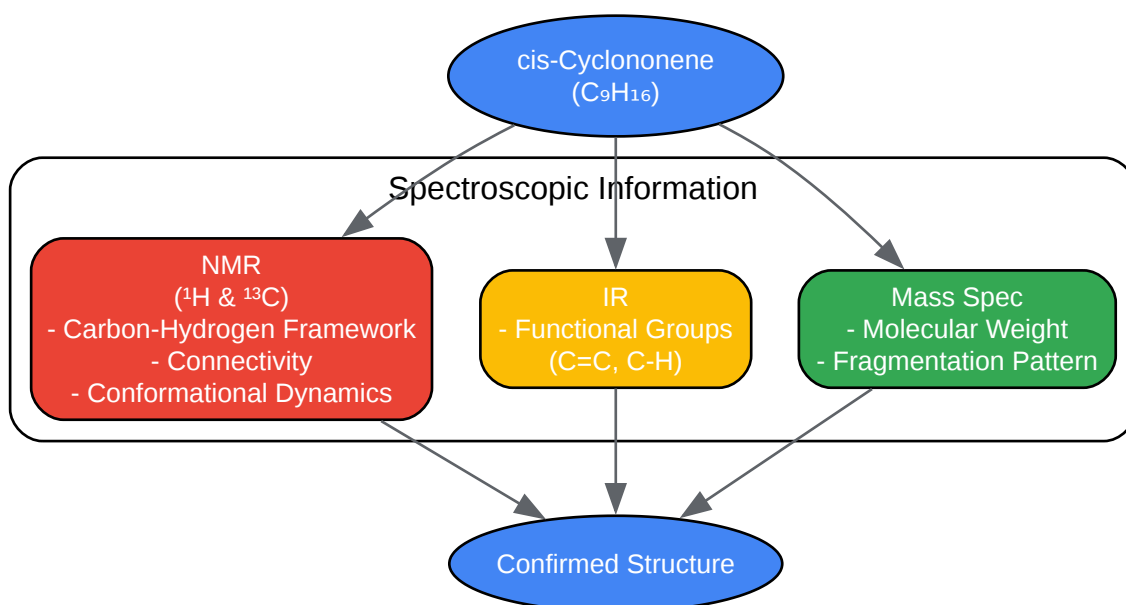 cis-Cyclononene
(C₉H₁₆)
Spectroscopic Information
NMR
(¹H & ¹³C)
- Carbon-Hydrogen Framework
- Connectivity
- Conformational Dynamics
IR
- Functional Groups
(C=C, C-H)
Mass Spec
- Molecular Weight
- Fragmentation Pattern
Confirmed Structure